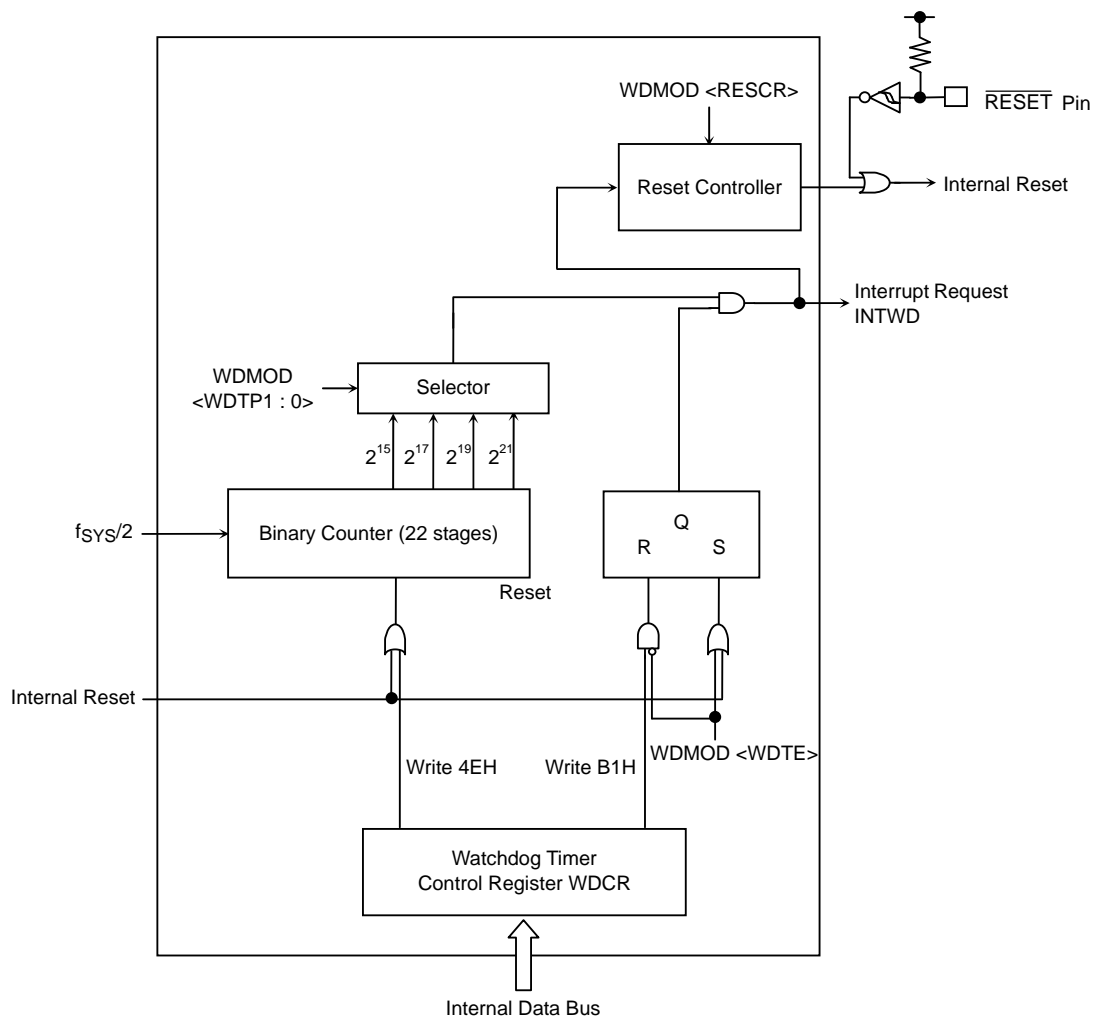 WDMOD <RESCR>
RESET Pin
Reset Controller
Internal Reset
Interrupt Request
INTWD
WDMOD
<WDTP1 : 0>
Selector
2^15 2^17 2^19 2^21
fSYS/2
Binary Counter (22 stages)
Reset
Q
R S
Internal Reset
WDMOD <WDTE>
Write 4EH
Write B1H
Watchdog Timer
Control Register WDCR
Internal Data Bus